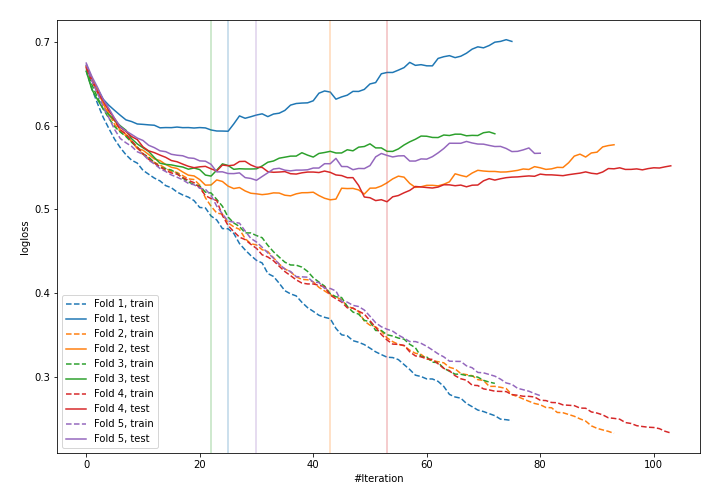 0.7
0.6
0.5
0.4
0.3
logloss
Fold 1, train
Fold 1, test
Fold 2, train
Fold 2, test
Fold 3, train
Fold 3, test
Fold 4, train
Fold 4, test
Fold 5, train
Fold 5, test
0 20 40 60 80 100
#Iteration